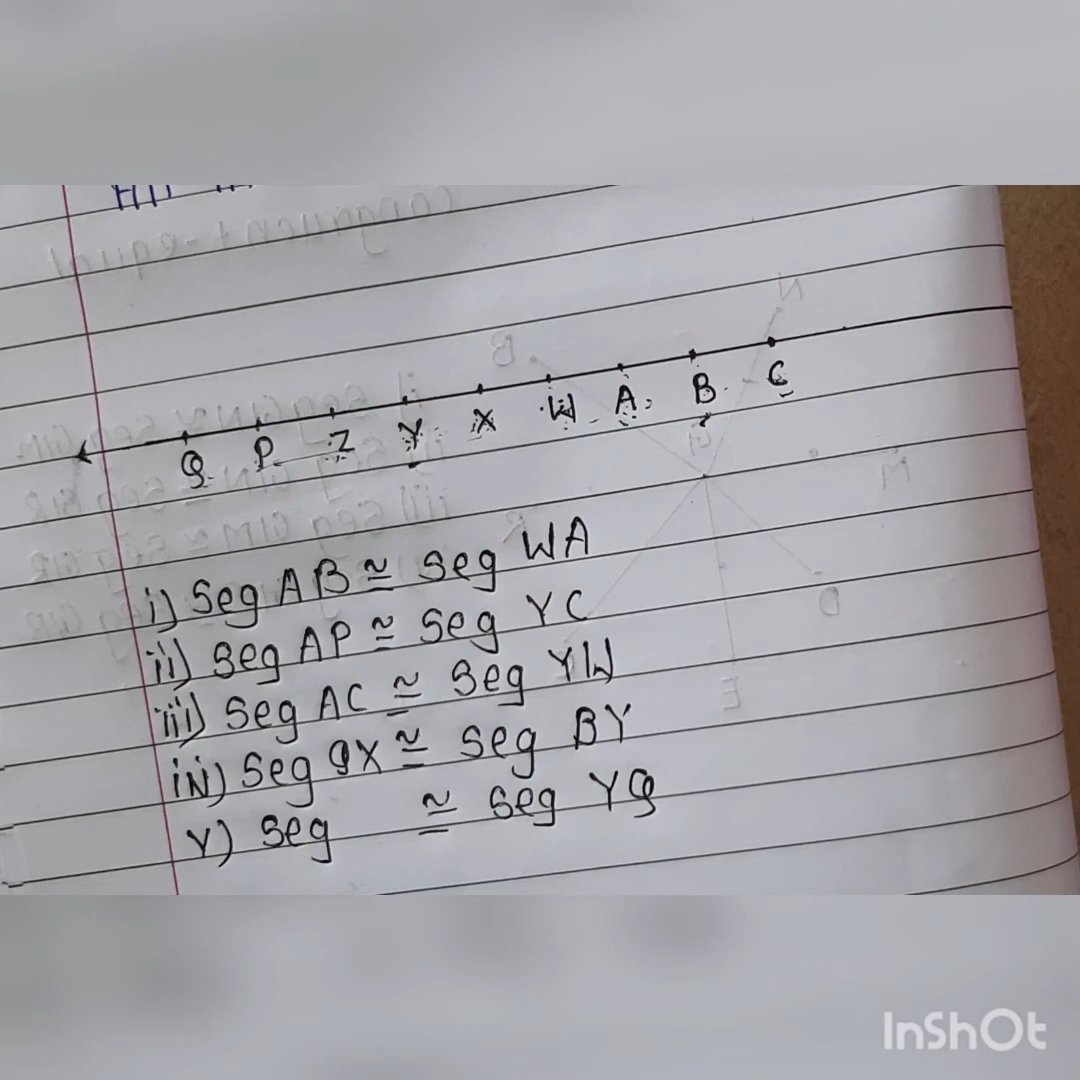 Q P Z Y X W A B C
i) Seg AB ≅ Seg WA
ii) Seg AP ≅ Seg YC
iii) Seg AC ≅ Seg YW
iv) Seg QX ≅ Seg BY
v) Seg ≅ Seg YQ
InShOt